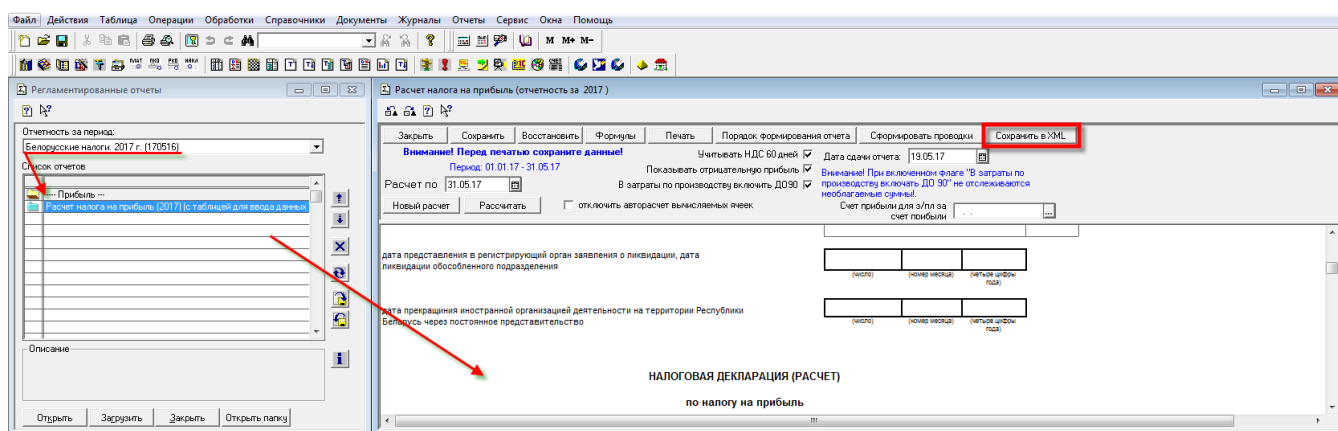 Файл Действия Таблица Операции Обработки Справочники Документы Журналы Отчеты Сервис Окна Помощь
M M+ M-
Регламентированные отчеты
Отчетность за период:
Белорусские налоги. 2017 г. (170516)
Список отчетов
--- Прибыль ---
Расчет налога на прибыль (2017) (с таблицей для ввода данных
Описание
Открыть Загрузить Закрыть Открыть папку
Расчет налога на прибыль (отчетность за 2017 )
Закрыть Сохранить Восстановить Формулы Печать Порядок формирования отчета Сформировать проводки Сохранить в XML
Внимание! Перед печатью сохраните данные!
Учитывать НДС 60 дней
Дата сдачи отчета: 19.05.17
Период: 01.01.17 - 31.05.17
Показывать отрицательную прибыль
Внимание! При включенном флаге "В затраты по
производству включать ДО 90" не отслеживаются
необлагаемые суммы!
Расчет по 31.05.17
В затраты по производству включить ДО90
Новый расчет Рассчитать отключить авторасчет вычисляемых ячеек
Счет прибыли для з/пл за
счет прибыли . .
дата представления в регистрирующий орган заявления о ликвидации, дата
ликвидации обособленного подразделения
(число) (номер месяца) (четыре цифры
года)
дата прекращиния иностранной организацией деятельности на территории Республики
Беларусь через постоянное представительство
(число) (номер месяца) (четыре цифры
года)
НАЛОГОВАЯ ДЕКЛАРАЦИЯ (РАСЧЕТ)
по налогу на прибыль